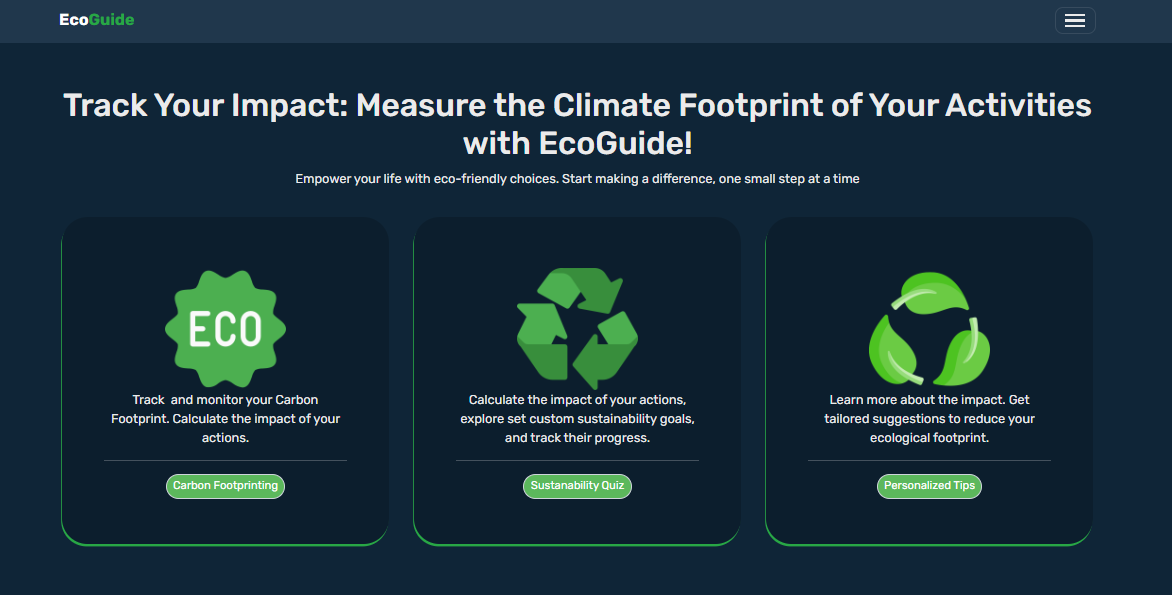 EcoGuide
Track Your Impact: Measure the Climate Footprint of Your Activities
with EcoGuide!
Empower your life with eco-friendly choices. Start making a difference, one small step at a time
ECO
Track  and monitor your Carbon
Footprint. Calculate the impact of your
actions.
Carbon Footprinting
Calculate the impact of your actions,
explore set custom sustainability goals,
and track their progress.
Sustanability Quiz
Learn more about the impact. Get
tailored suggestions to reduce your
ecological footprint.
Personalized Tips